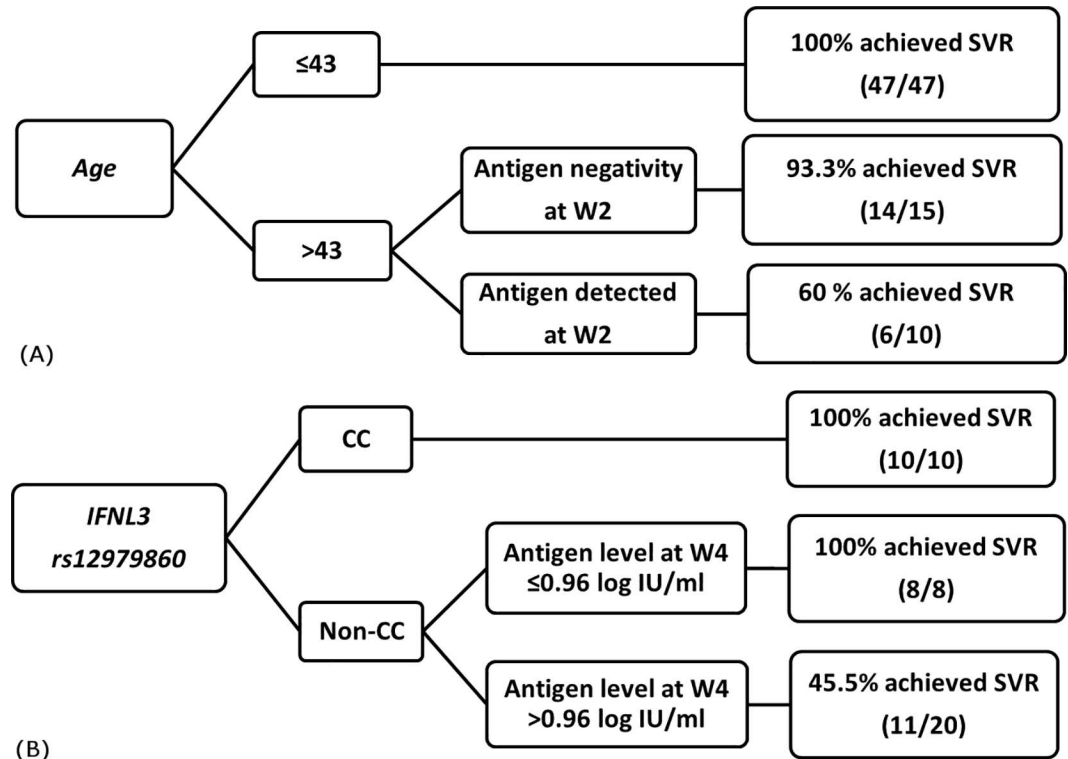 Age
≤43
100% achieved SVR
(47/47)
>43
Antigen negativity
at W2
93.3% achieved SVR
(14/15)
Antigen detected
at W2
60 % achieved SVR
(6/10)
(A)
IFNL3
rs12979860
CC
100% achieved SVR
(10/10)
Non-CC
Antigen level at W4
≤0.96 log IU/ml
100% achieved SVR
(8/8)
Antigen level at W4
>0.96 log IU/ml
45.5% achieved SVR
(11/20)
(B)